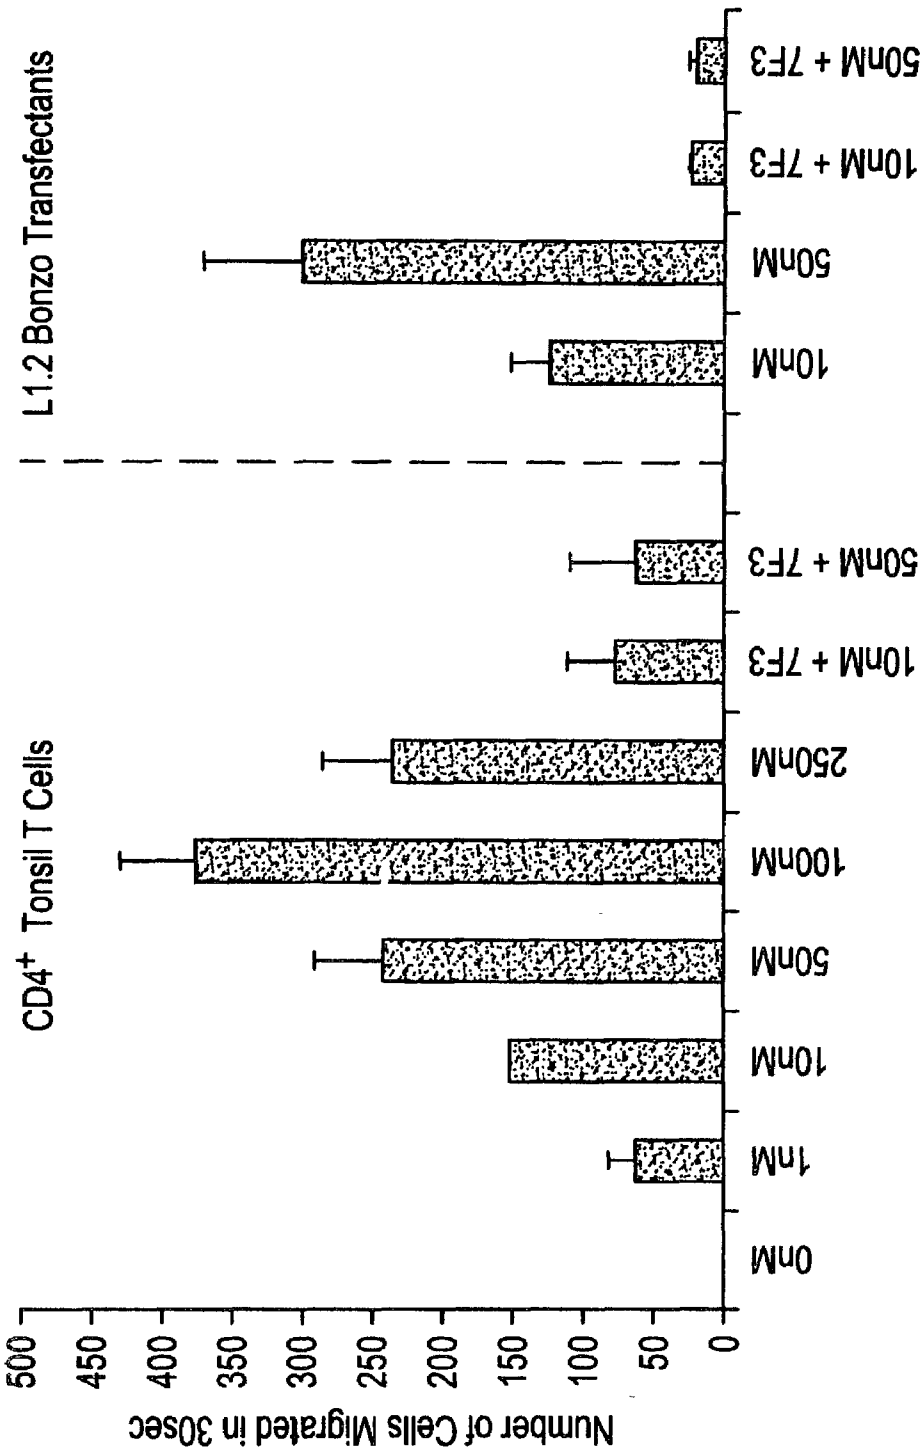 CD4⁺ Tonsil T Cells
L1.2 Bonzo Transfectants
Number of Cells Migrated in 30sec
500
450
400
350
300
250
200
150
100
50
0
0nM
1nM
10nM
50nM
100nM
250nM
10nM + 7F3
50nM + 7F3
10nM
50nM
10nM + 7F3
50nM + 7F3